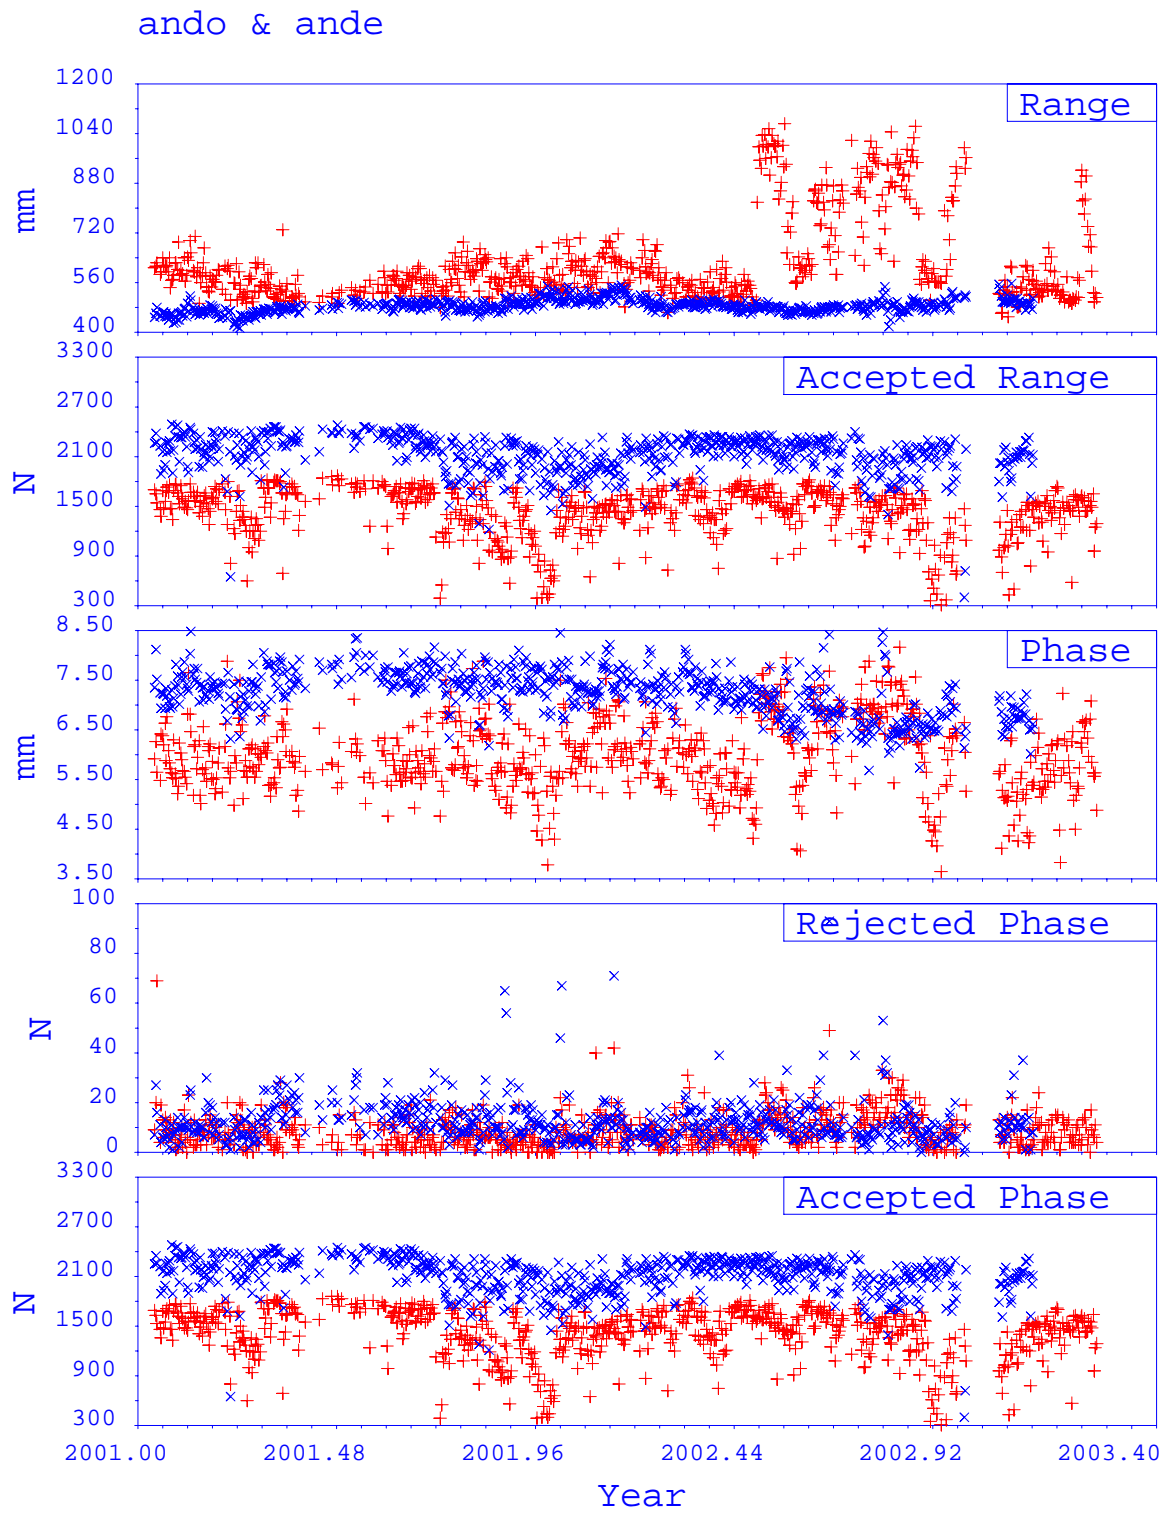 ando & ande
1200
Range
1040
880
mm
720
560
400
3300
Accepted Range
2700
2100
N
1500
900
300
8.50
Phase
7.50
6.50
mm
5.50
4.50
3.50
100
Rejected Phase
80
60
N
40
20
0
3300
Accepted Phase
2700
2100
N
1500
900
300
2001.00 2001.48 2001.96 2002.44 2002.92 2003.40
Year